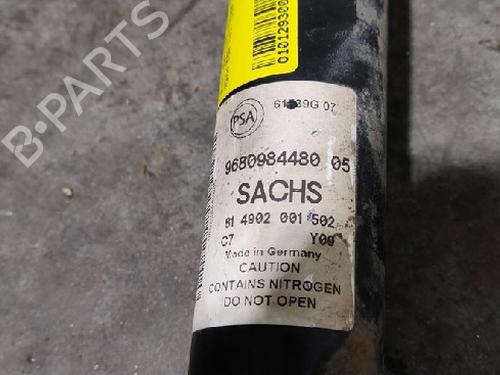 B-PARTS
0101293000
PSA
9680984480 05
SACHS
81 4902 001 502
C7 Y09
Made in Germany
CAUTION
CONTAINS NITROGEN
DO NOT OPEN